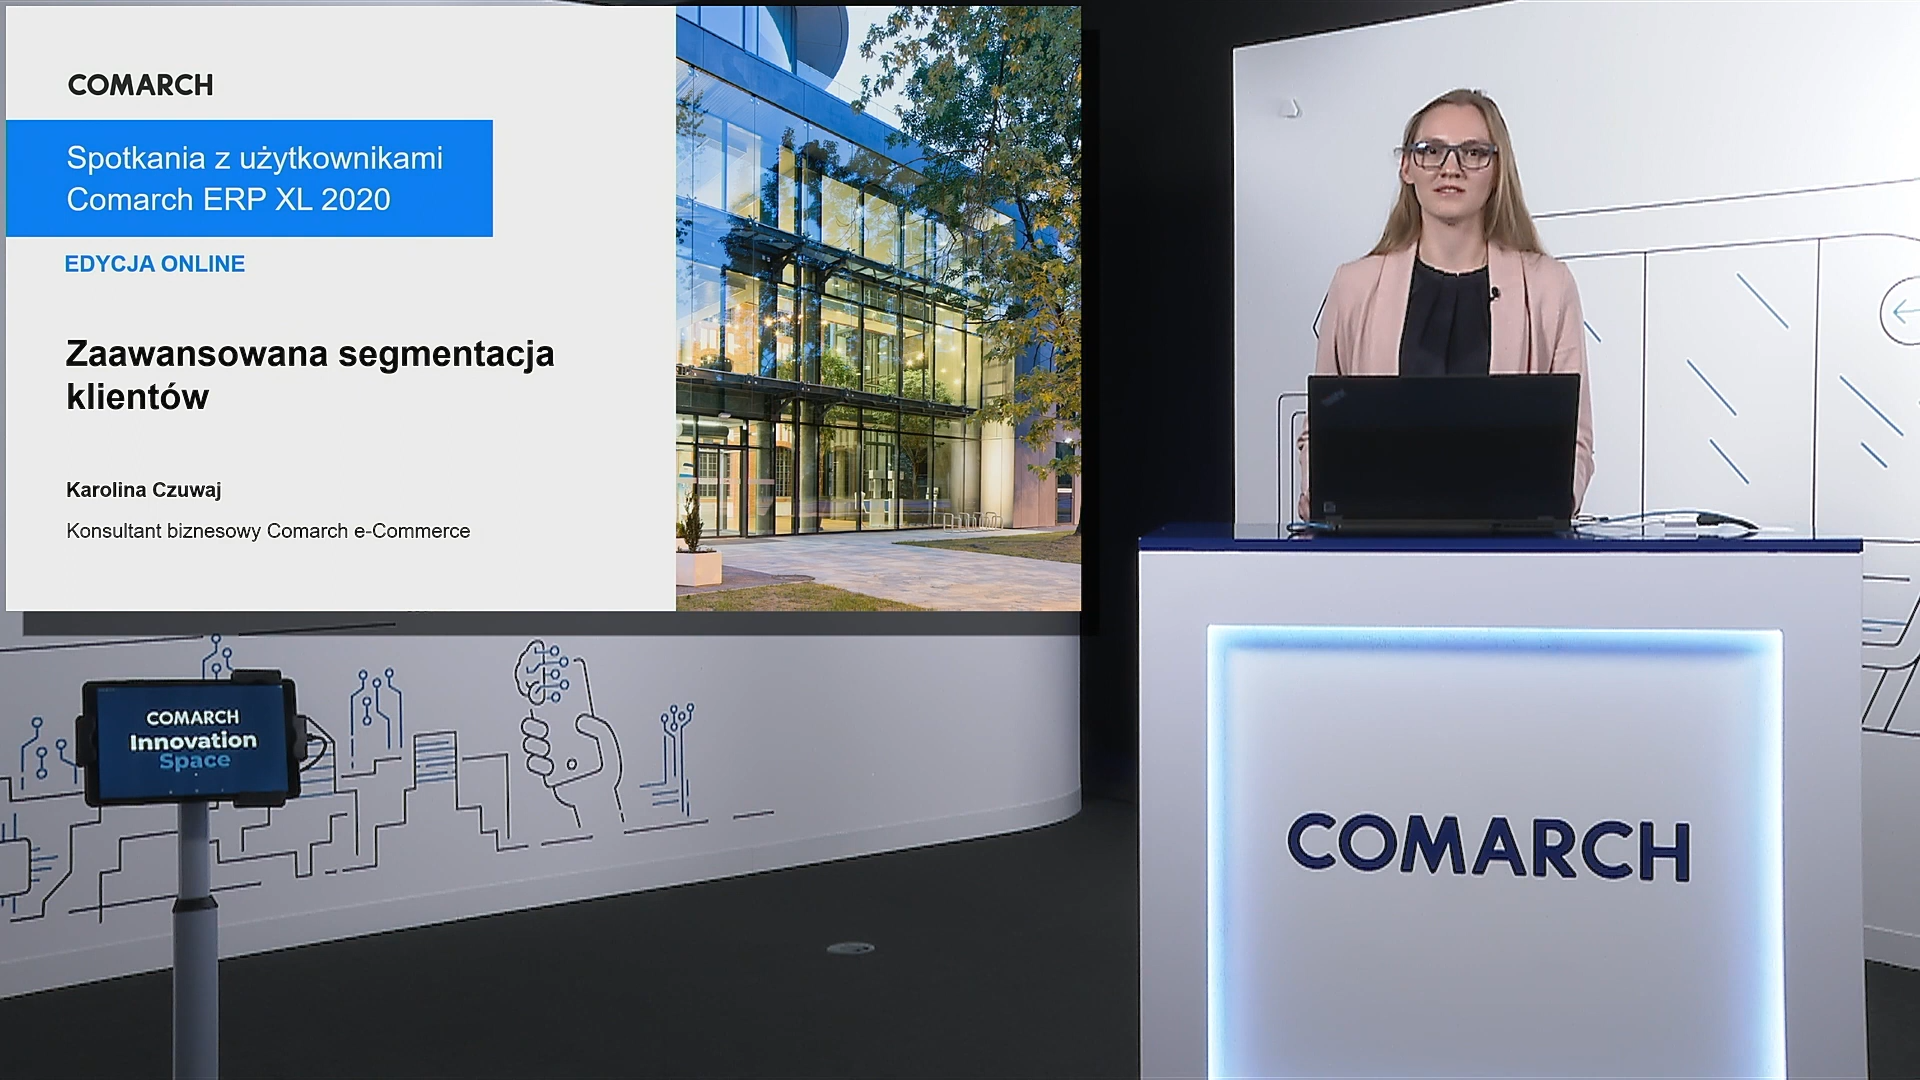 COMARCH
Spotkania z użytkownikami
Comarch ERP XL 2020
EDYCJA ONLINE
Zaawansowana segmentacja
klientów
Karolina Czuwaj
Konsultant biznesowy Comarch e-Commerce
COMARCH
Innovation
Space
COMARCH